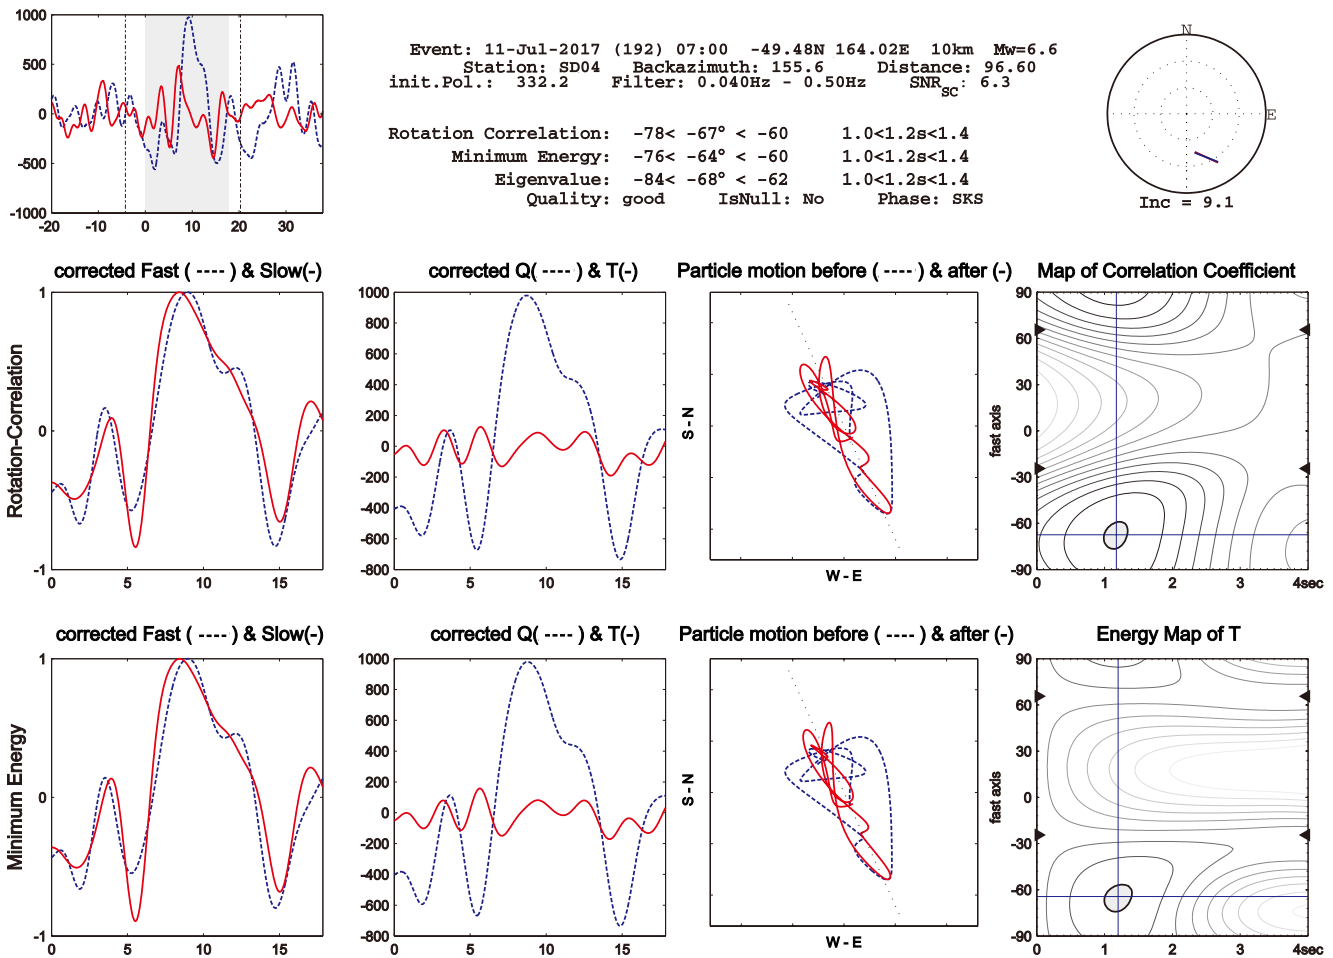 Event: 11-Jul-2017 (192) 07:00 -49.48N 164.02E 10km Mw=6.6
Station: SD04 Backazimuth: 155.6 Distance: 96.60
init.Pol.: 332.2 Filter: 0.040Hz - 0.50Hz SNRSC: 6.3
Rotation Correlation: -78< -67° < -60 1.0<1.2s<1.4
Minimum Energy: -76< -64° < -60 1.0<1.2s<1.4
Eigenvalue: -84< -68° < -62 1.0<1.2s<1.4
Quality: good IsNull: No Phase: SKS
N
E
Inc = 9.1
1000
500
0
-500
-1000
-20 -10 0 10 20 30
Rotation-Correlation
corrected Fast ( ---- ) & Slow(-)
1
0
-1
0 5 10 15
corrected Q( ---- ) & T(-)
1000
800
600
400
200
0
-200
-400
-600
-800
0 5 10 15
Particle motion before ( ---- ) & after (-)
S - N
W - E
Map of Correlation Coefficient
fast axis
90
60
30
0
-30
-60
-90
0 1 2 3 4sec
Minimum Energy
corrected Fast ( ---- ) & Slow(-)
1
0
-1
0 5 10 15
corrected Q( ---- ) & T(-)
1000
800
600
400
200
0
-200
-400
-600
-800
0 5 10 15
Particle motion before ( ---- ) & after (-)
S - N
W - E
Energy Map of T
fast axis
90
60
30
0
-30
-60
-90
0 1 2 3 4sec